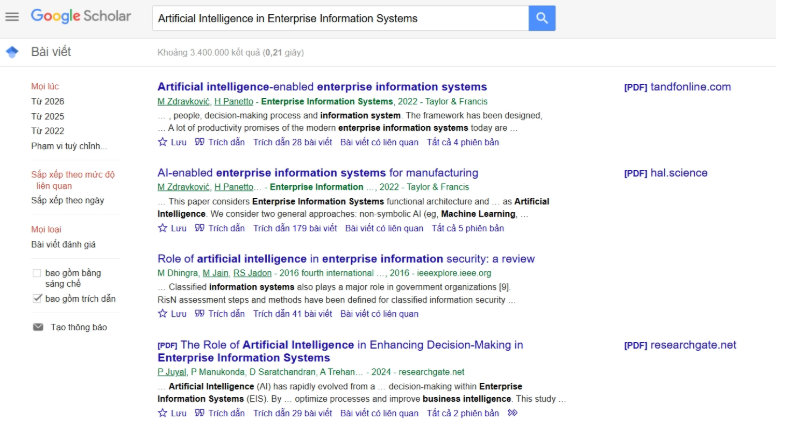 Google Scholar
Artificial Intelligence in Enterprise Information Systems
Bài viết
Khoảng 3.400.000 kết quả (0,21 giây)
Mọi lúc
Từ 2026
Từ 2025
Từ 2022
Phạm vi tuỳ chỉnh...
Sắp xếp theo mức độ
liên quan
Sắp xếp theo ngày
Mọi loại
Bài viết đánh giá
bao gồm bằng
sáng chế
bao gồm trích dẫn
Tạo thông báo
Artificial intelligence-enabled enterprise information systems
[PDF] tandfonline.com
M Zdravković, H Panetto - Enterprise Information Systems, 2022 - Taylor & Francis
... , people, decision-making process and information system. The framework has been designed,
... A lot of productivity promises of the modern enterprise information systems today are ...
Lưu Trích dẫn Trích dẫn 28 bài viết Bài viết có liên quan Tất cả 4 phiên bản
AI-enabled enterprise information systems for manufacturing
[PDF] hal.science
M Zdravković, H Panetto... - Enterprise Information ..., 2022 - Taylor & Francis
... This paper considers Enterprise Information Systems functional architecture and ... as Artificial
Intelligence. We consider two general approaches: non-symbolic AI (eg, Machine Learning, ...
Lưu Trích dẫn Trích dẫn 179 bài viết Bài viết có liên quan Tất cả 5 phiên bản
Role of artificial intelligence in enterprise information security: a review
M Dhingra, M Jain, RS Jadon - 2016 fourth international ..., 2016 - ieeexplore.ieee.org
... Classified information systems also plays a major role in government organizations [9].
RisN assessment steps and methods have been defined for classified information security ...
Lưu Trích dẫn Trích dẫn 41 bài viết Bài viết có liên quan
[PDF] The Role of Artificial Intelligence in Enhancing Decision-Making in
Enterprise Information Systems
[PDF] researchgate.net
P Juyal, P Manukonda, D Saratchandran, A Trehan... - 2024 - researchgate.net
... Artificial Intelligence (AI) has rapidly evolved from a ... decision-making within Enterprise
Information Systems (EIS). By ... optimize processes and improve business intelligence. This study ...
Lưu Trích dẫn Trích dẫn 29 bài viết Bài viết có liên quan Tất cả 2 phiên bản